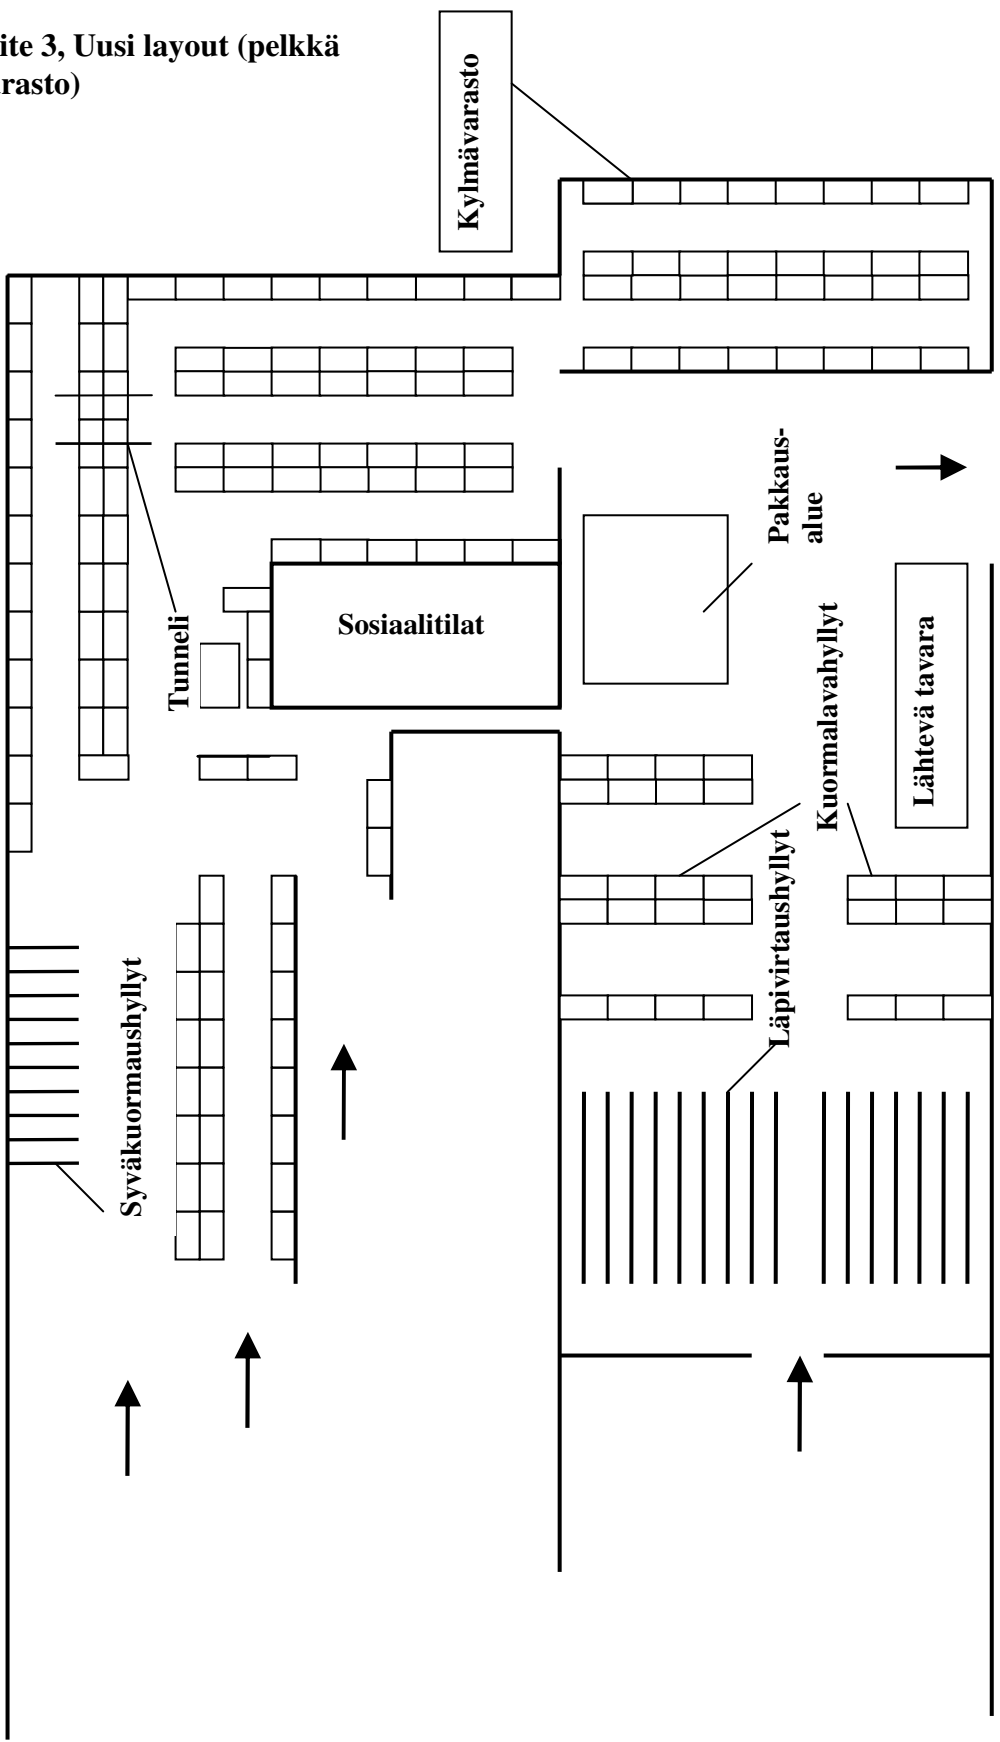 ite 3, Uusi layout (pelkkä
rasto)
Kylmävarasto
Pakkaus-
alue
Tunneli
Sosiaalitilat
Kuormalavahyllyt
Lähtevä tavara
Läpivirtaushyllyt
Syväkuormaushyllyt